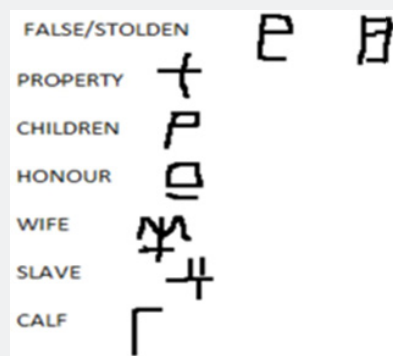 FALSE/STOLDEN
PROPERTY
CHILDREN
HONOUR
WIFE
SLAVE
CALF